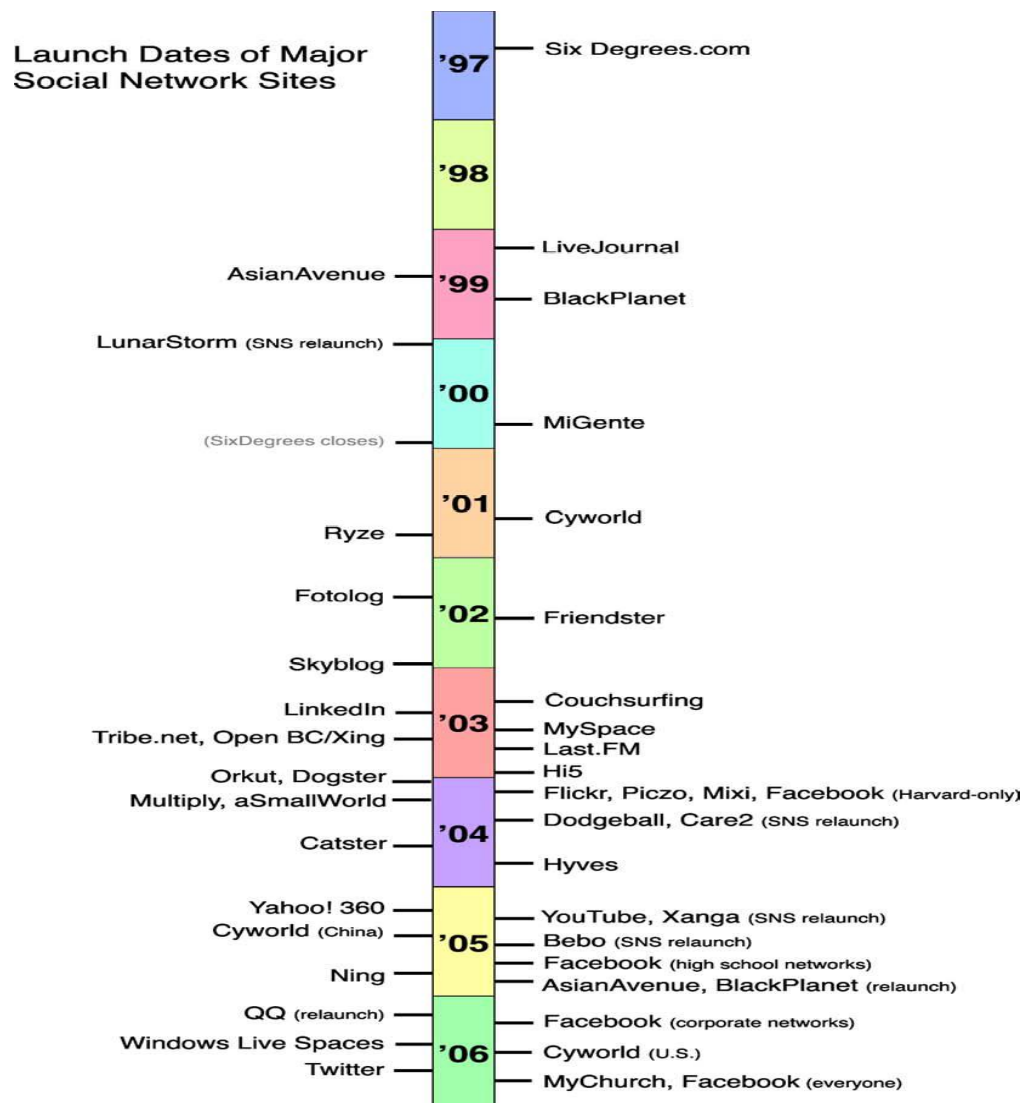 Launch Dates of Major
Social Network Sites
'97
Six Degrees.com
'98
'99
LiveJournal
AsianAvenue
BlackPlanet
'00
LunarStorm (SNS relaunch)
MiGente
(SixDegrees closes)
'01
Cyworld
Ryze
'02
Fotolog
Friendster
Skyblog
'03
Couchsurfing
LinkedIn
MySpace
Tribe.net, Open BC/Xing
Last.FM
Hi5
'04
Orkut, Dogster
Flickr, Piczo, Mixi, Facebook (Harvard-only)
Multiply, aSmallWorld
Dodgeball, Care2 (SNS relaunch)
Catster
Hyves
'05
Yahoo! 360
YouTube, Xanga (SNS relaunch)
Cyworld (China)
Bebo (SNS relaunch)
Facebook (high school networks)
Ning
AsianAvenue, BlackPlanet (relaunch)
'06
QQ (relaunch)
Facebook (corporate networks)
Windows Live Spaces
Cyworld (U.S.)
Twitter
MyChurch, Facebook (everyone)